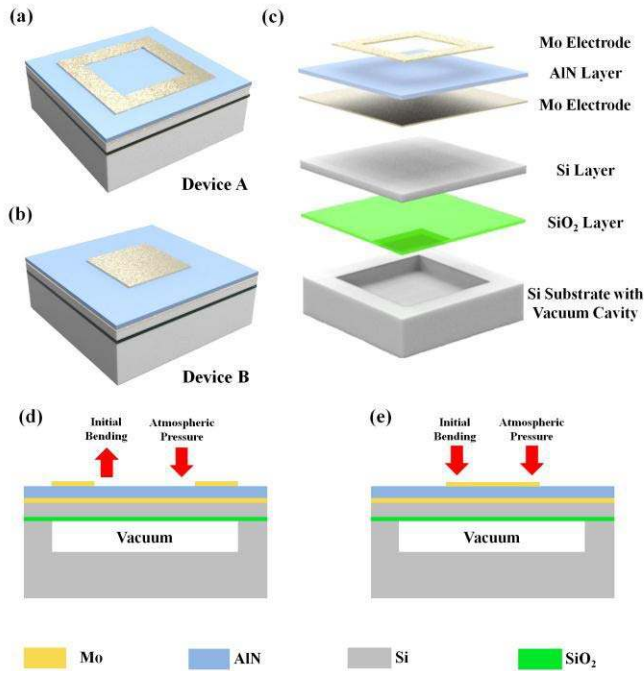 (a)
Device A
(b)
Device B
(c)
Mo Electrode
AlN Layer
Mo Electrode
Si Layer
SiO₂ Layer
Si Substrate with
Vacuum Cavity
(d)
Initial
Bending
Atmospheric
Pressure
Vacuum
(e)
Initial
Bending
Atmospheric
Pressure
Vacuum
Mo
AlN
Si
SiO₂